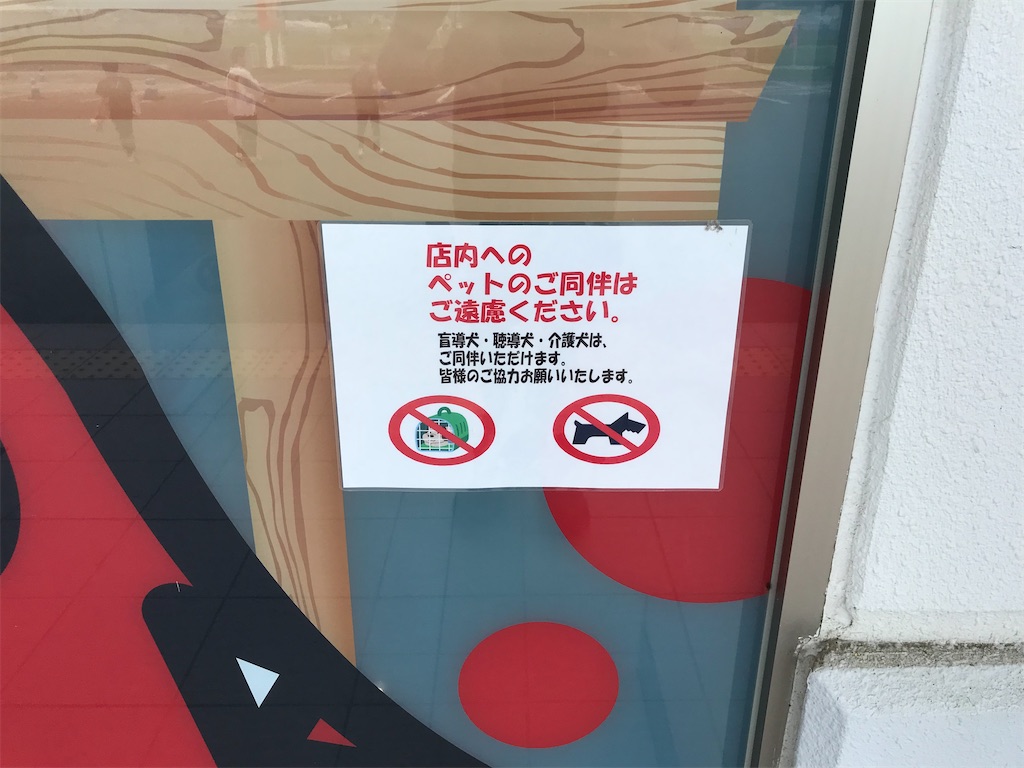 店内への
ペットのご同伴は
ご遠慮ください。
盲導犬・聴導犬・介護犬は、
ご同伴いただけます。
皆様のご協力お願いいたします。